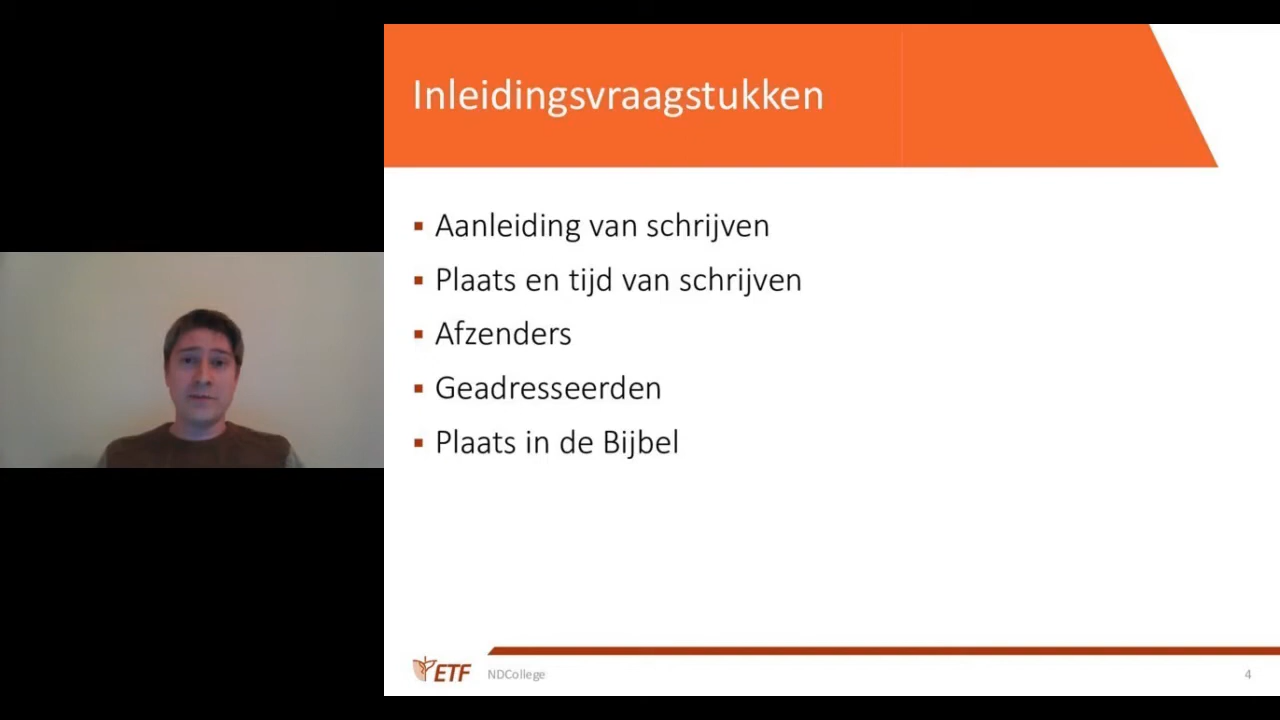 Inleidingsvraagstukken
Aanleiding van schrijven
Plaats en tijd van schrijven
Afzenders
Geadresseerden
Plaats in de Bijbel
ETF NDCollege 4